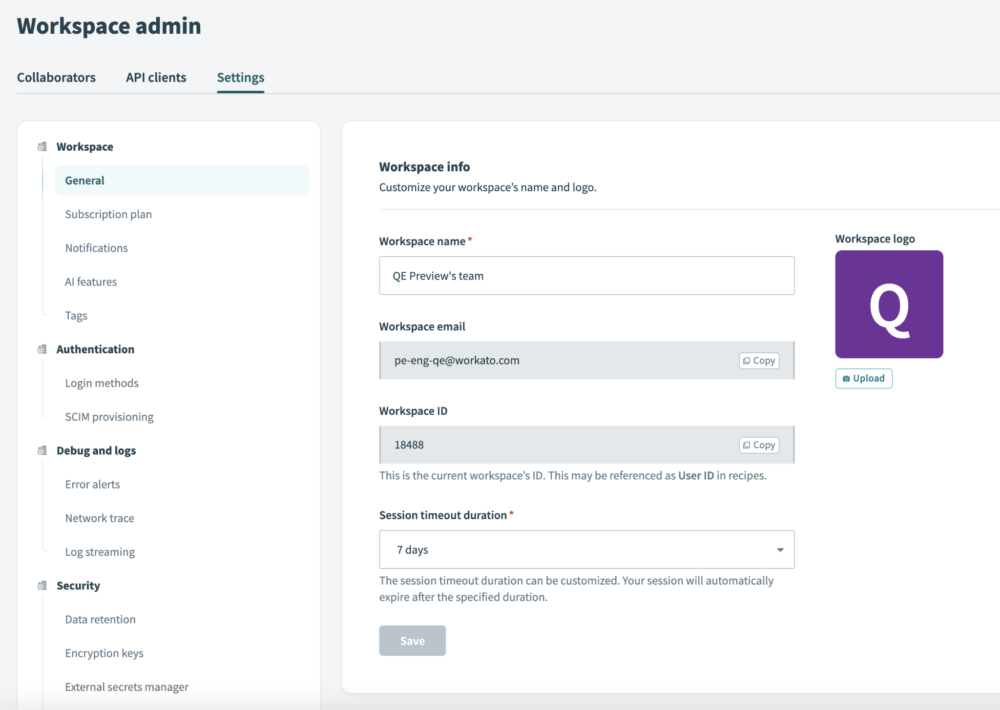 Workspace admin
Collaborators
API clients
Settings
Workspace
General
Subscription plan
Notifications
AI features
Tags
Authentication
Login methods
SCIM provisioning
Debug and logs
Error alerts
Network trace
Log streaming
Security
Data retention
Encryption keys
External secrets manager
Workspace info
Customize your workspace’s name and logo.
Workspace name *
QE Preview's team
Workspace email
pe-eng-qe@workato.com
Copy
Workspace ID
18488
Copy
This is the current workspace’s ID. This may be referenced as User ID in recipes.
Session timeout duration *
7 days
The session timeout duration can be customized. Your session will automatically
expire after the specified duration.
Save
Workspace logo
Q
Upload